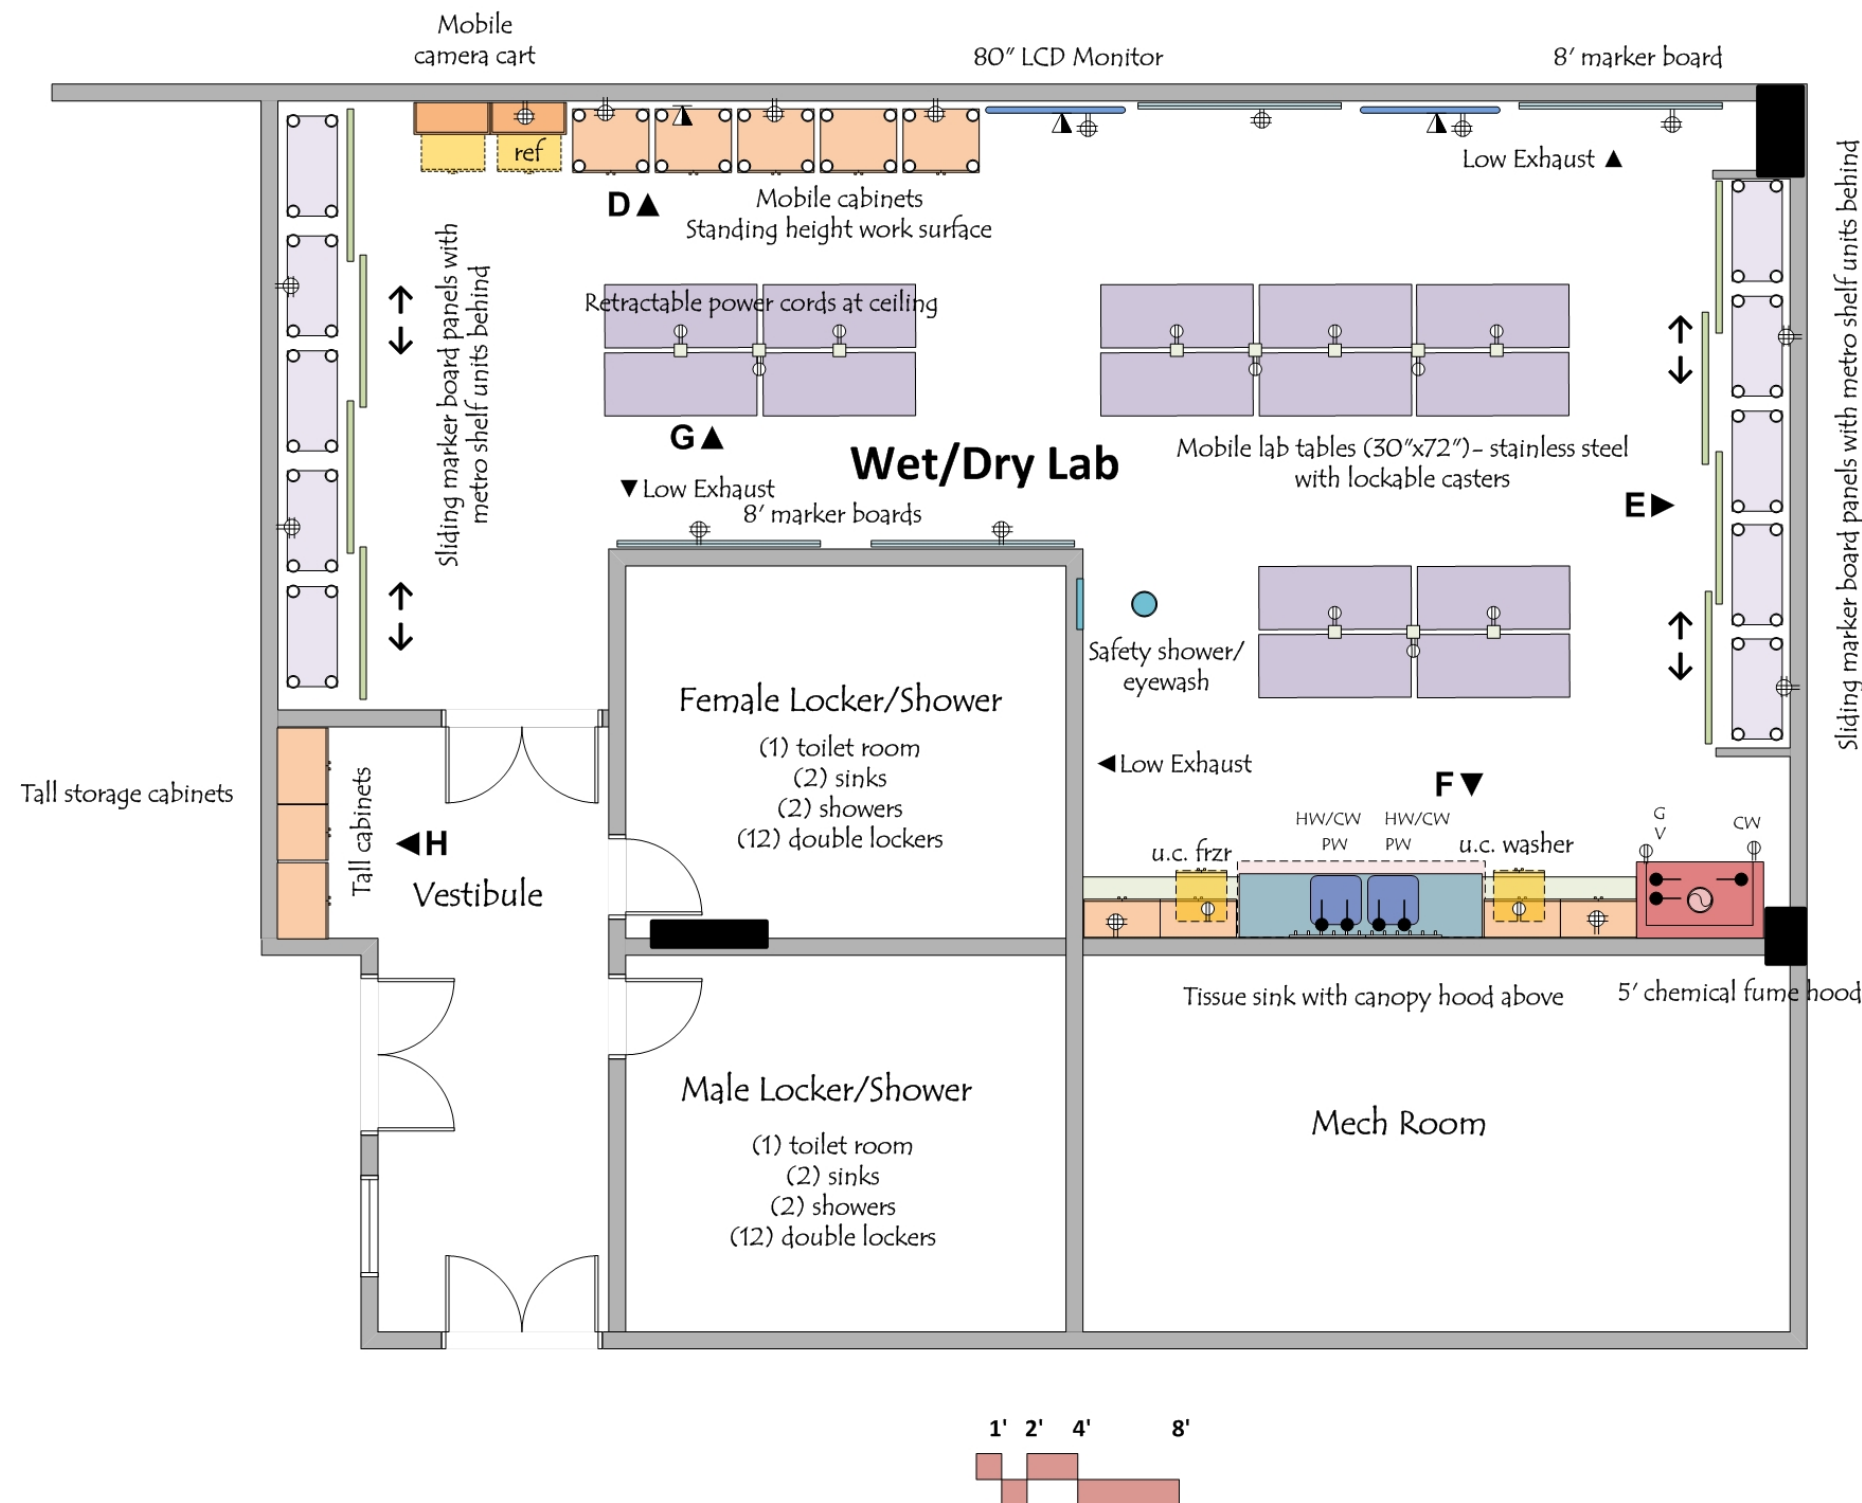 Mobile
camera cart
80" LCD Monitor
8' marker board
ref
Low Exhaust ▲
D▲
Mobile cabinets
Standing height work surface
Sliding marker board panels with
metro shelf units behind
Sliding marker board panels with metro shelf units behind
Retractable power cords at ceiling
G▲
Wet/Dry Lab
Mobile lab tables (30"x72")- stainless steel
with lockable casters
▼Low Exhaust
8' marker boards
E▶
Safety shower/
eyewash
Female Locker/Shower
(1) toilet room
(2) sinks
(2) showers
(12) double lockers
◀Low Exhaust
F▼
Tall storage cabinets
Tall cabinets
◀H
Vestibule
HW/CW
PW
HW/CW
PW
u.c. frzr
u.c. washer
G
V
CW
Tissue sink with canopy hood above
5' chemical fume hood
Male Locker/Shower
(1) toilet room
(2) sinks
(2) showers
(12) double lockers
Mech Room
1' 2' 4' 8'